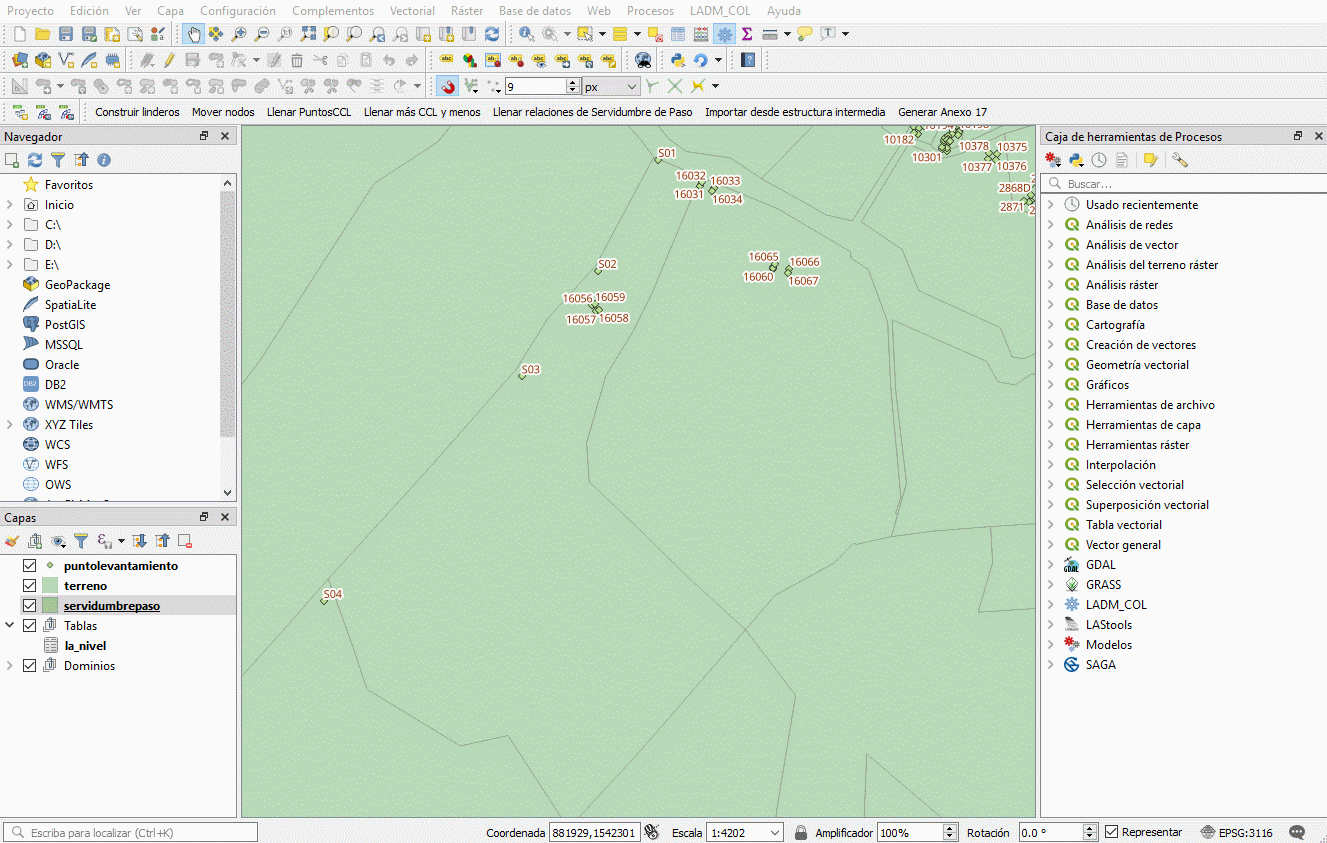 Proyecto Edición Ver Capa Configuración Complementos Vectorial Ráster Base de datos Web Procesos LADM_COL Ayuda
9 px
Construir linderos Mover nodos Llenar PuntosCCL Llenar más CCL y menos Llenar relaciones de Servidumbre de Paso Importar desde estructura intermedia Generar Anexo 17
Navegador
Favoritos
Inicio
C:\
D:\
E:\
GeoPackage
SpatiaLite
PostGIS
MSSQL
Oracle
DB2
WMS/WMTS
XYZ Tiles
WCS
WFS
OWS
Capas
puntolevantamiento
terreno
servidumbrepaso
Tablas
la_nivel
Dominios
10182
10301
10378
10375
10377
10376
2868D
2871
S01
16032
16033
16031
16034
16065
16066
16060
16067
S02
16056
16059
16057
16058
S03
S04
Caja de herramientas de Procesos
Buscar...
Usado recientemente
Análisis de redes
Análisis de vector
Análisis del terreno ráster
Análisis ráster
Base de datos
Cartografía
Creación de vectores
Geometría vectorial
Gráficos
Herramientas de archivo
Herramientas de capa
Herramientas ráster
Interpolación
Selección vectorial
Superposición vectorial
Tabla vectorial
Vector general
GDAL
GRASS
LADM_COL
LAStools
Modelos
SAGA
Escriba para localizar (Ctrl+K) Coordenada 881929,1542301 Escala 1:4202 Amplificador 100% Rotación 0.0 ° Representar EPSG:3116